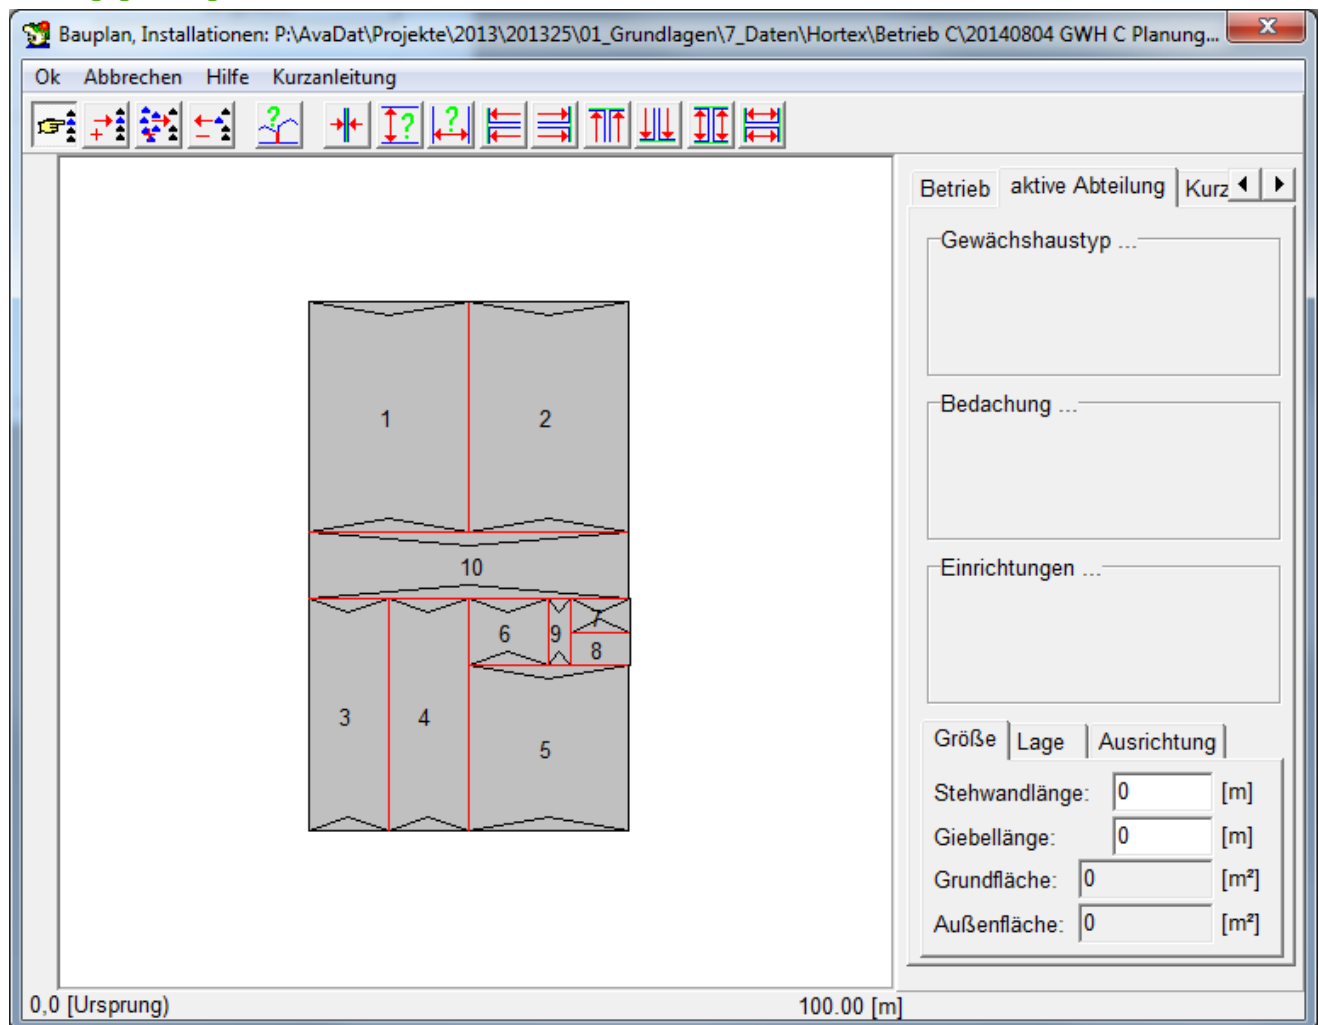 Bauplan, Installationen: P:\AvaDat\Projekte\2013\201325\01_Grundlagen\7_Daten\Hortex\Betrieb C\20140804 GWH C Planung...
Ok Abbrechen Hilfe Kurzanleitung
Betrieb aktive Abteilung Kurz
Gewächshaustyp ...
Bedachung ...
Einrichtungen ...
1 2
10
6 9 7
8
3 4
5
Größe Lage Ausrichtung
Stehwandlänge: 0 [m]
Giebellänge: 0 [m]
Grundfläche: 0 [m²]
Außenfläche: 0 [m²]
0,0 [Ursprung) 100.00 [m]